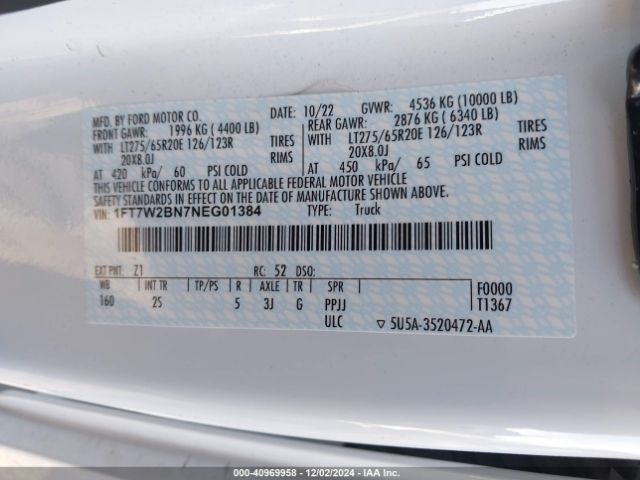 MFD. BY FORD MOTOR CO.
DATE: 10/22 GVWR: 4536 KG (10000 LB)
FRONT GAWR: 1996 KG ( 4400 LB)
REAR GAWR: 2876 KG ( 6340 LB)
WITH LT275/65R20E 126/123R TIRES
WITH LT275/65R20E 126/123R TIRES
20X8.0J RIMS
20X8.0J RIMS
AT 420 kPa/ 60 PSI COLD
AT 450 kPa/ 65 PSI COLD
THIS VEHICLE CONFORMS TO ALL APPLICABLE FEDERAL MOTOR VEHICLE
SAFETY STANDARDS IN EFFECT ON THE DATE OF MANUFACTURE SHOWN ABOVE.
VIN: 1FT7W2BN7NEG01384 TYPE: Truck
EXT PNT: Z1 RC: 52 DSO:
WB INT TR TP/PS R AXLE TR SPR F0000
160 2S 5 3J G PPJJ T1367
ULC 5U5A-3520472-AA
000-40969958 - 12/02/2024 - IAA Inc.